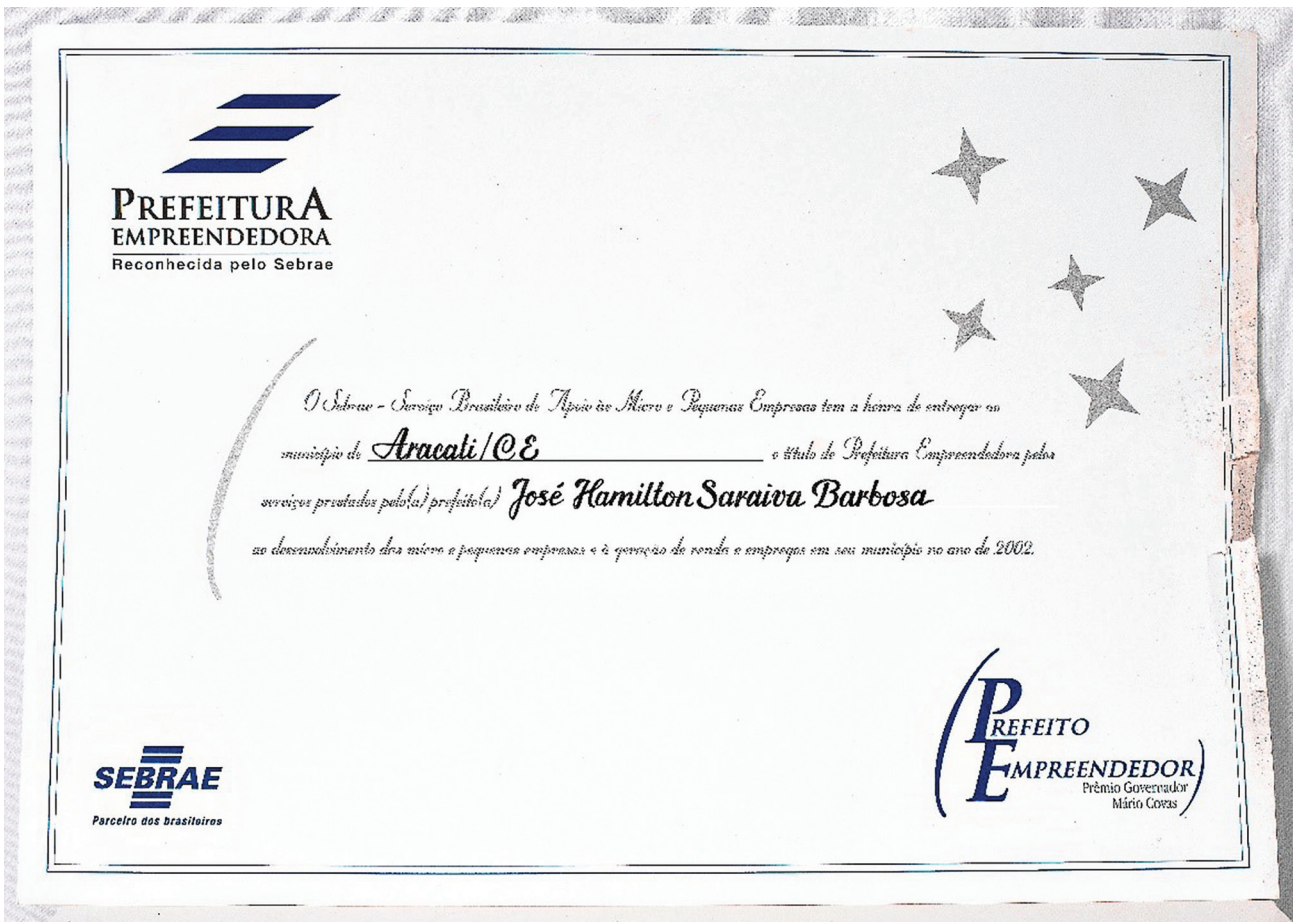 PREFEITURA
EMPREENDEDORA
Reconhecida pelo Sebrae
O Sebrae - Serviço Brasileiro de Apoio às Micro e Pequenas Empresas tem a honra de entregar ao
município de Aracati/CE o título de Prefeitura Empreendedora pelos
serviços prestados pelo(a) prefeito(a) José Hamilton Saraiva Barbosa
ao desenvolvimento das micro e pequenas empresas e à geração de renda e empregos em seu município no ano de 2002.
SEBRAE
Parceiro dos brasileiros
PREFEITO
EMPREENDEDOR
Prêmio Governador
Mário Covas